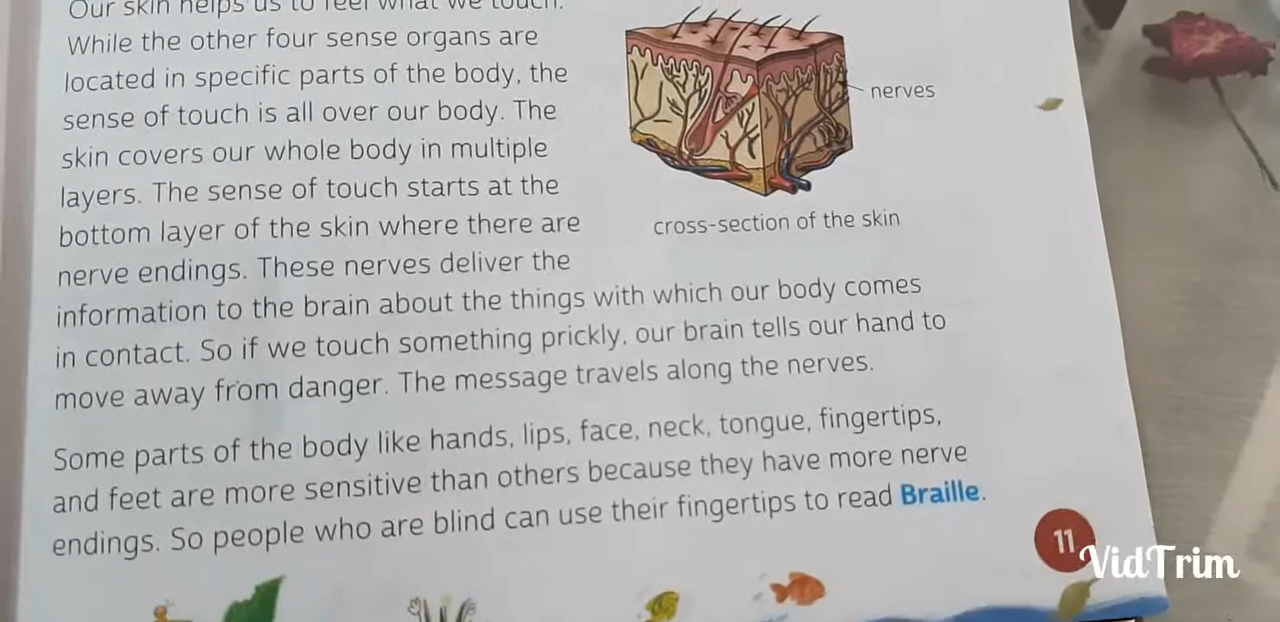 Our skin helps us to feel what we touch.
While the other four sense organs are
located in specific parts of the body, the
sense of touch is all over our body. The
skin covers our whole body in multiple
layers. The sense of touch starts at the
bottom layer of the skin where there are
nerve endings. These nerves deliver the
information to the brain about the things with which our body comes
in contact. So if we touch something prickly, our brain tells our hand to
move away from danger. The message travels along the nerves.
nerves
cross-section of the skin
Some parts of the body like hands, lips, face, neck, tongue, fingertips,
and feet are more sensitive than others because they have more nerve
endings. So people who are blind can use their fingertips to read Braille.
11
VidTrim